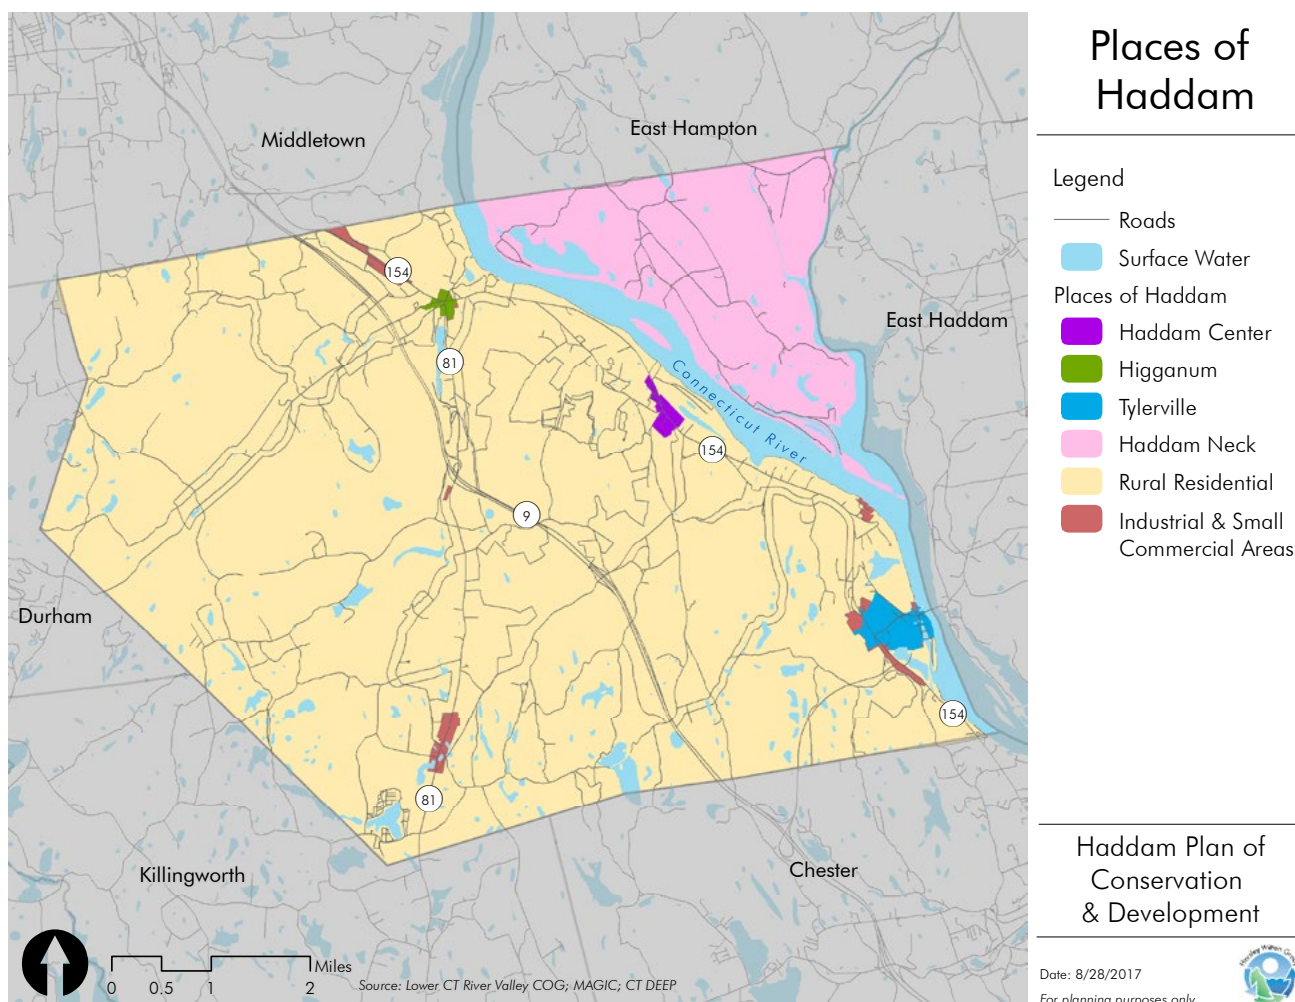 Places of
Haddam
Legend
Roads
Surface Water
Places of Haddam
Haddam Center
Higganum
Tylerville
Haddam Neck
Rural Residential
Industrial & Small
Commercial Areas
Middletown
East Hampton
East Haddam
Durham
Killingworth
Chester
Connecticut River
154
81
154
9
154
81
Miles
0 0.5 1 2
Source: Lower CT River Valley COG; MAGIC; CT DEEP
Haddam Plan of
Conservation
& Development
Date: 8/28/2017
For planning purposes only